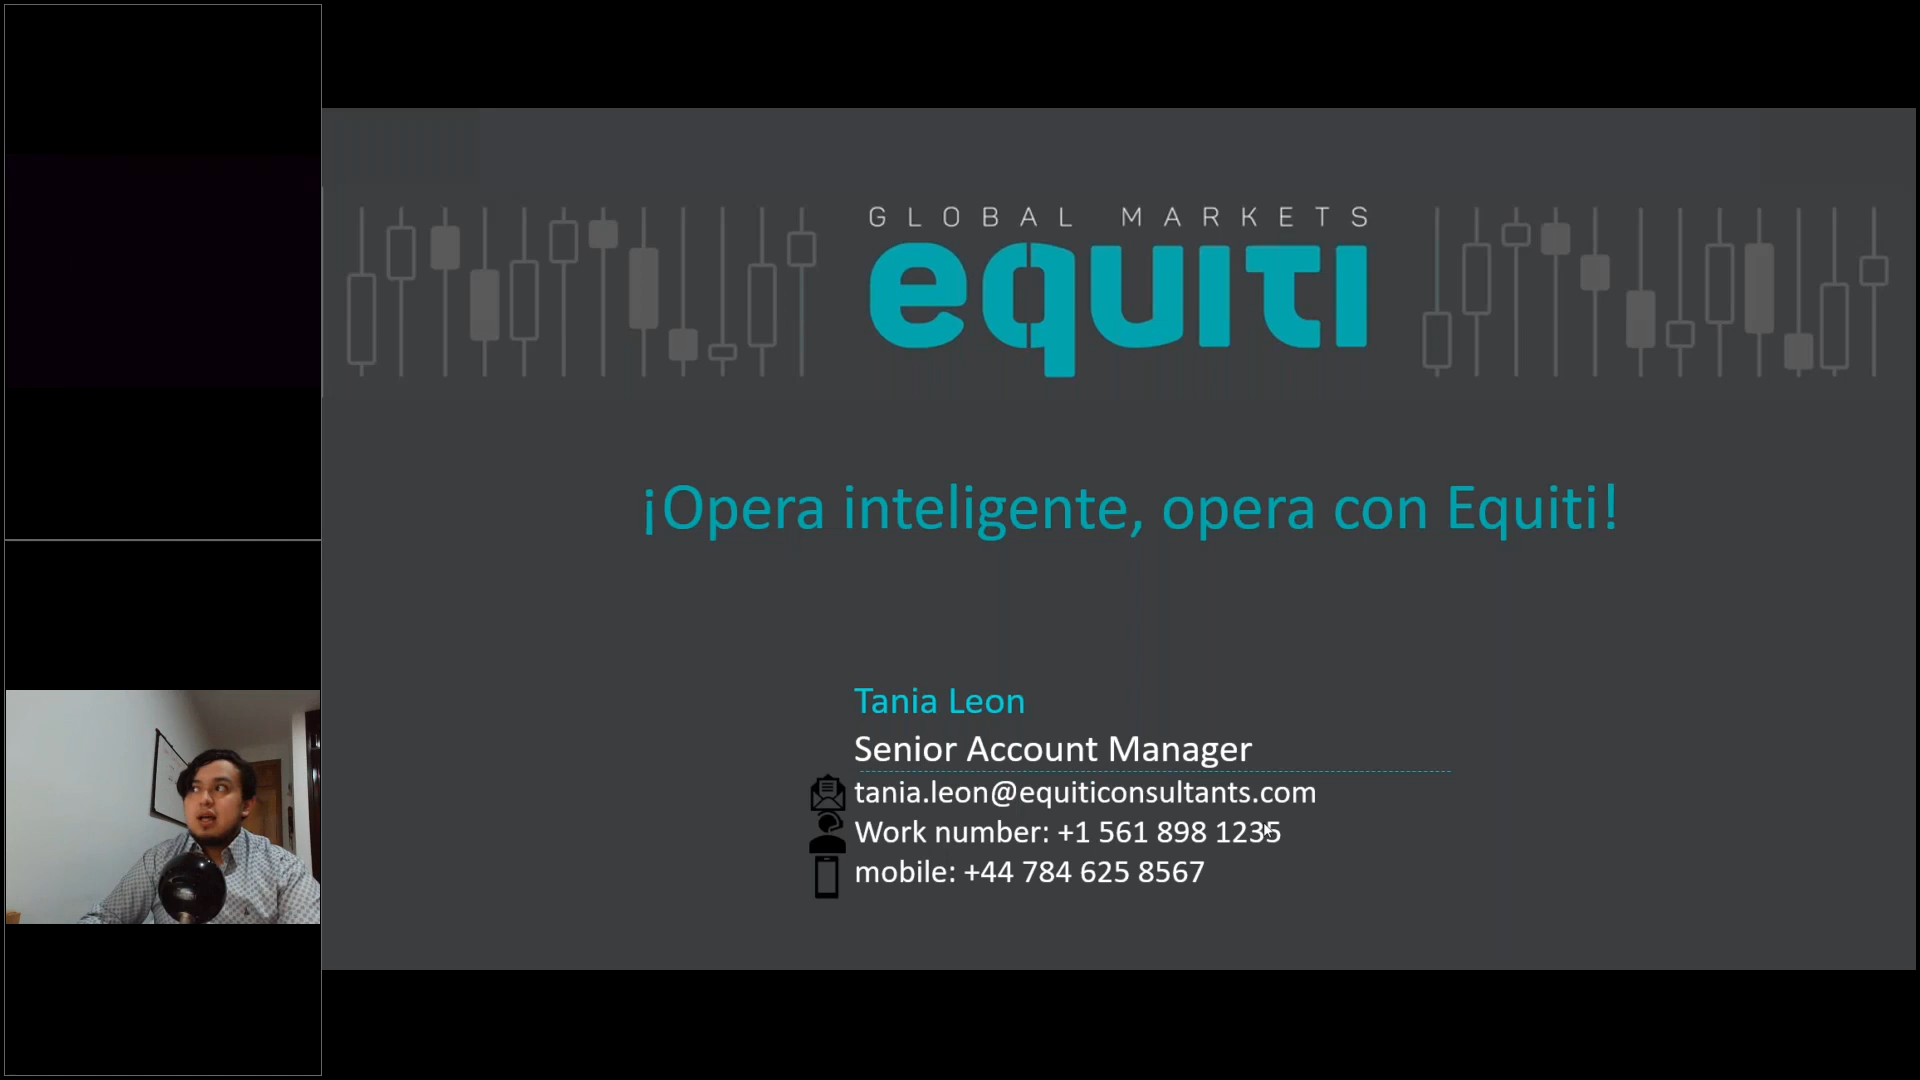 GLOBAL MARKETS
equiti
¡Opera inteligente, opera con Equiti!
Tania Leon
Senior Account Manager
tania.leon@equiticonsultants.com
Work number: +1 561 898 1235
mobile: +44 784 625 8567